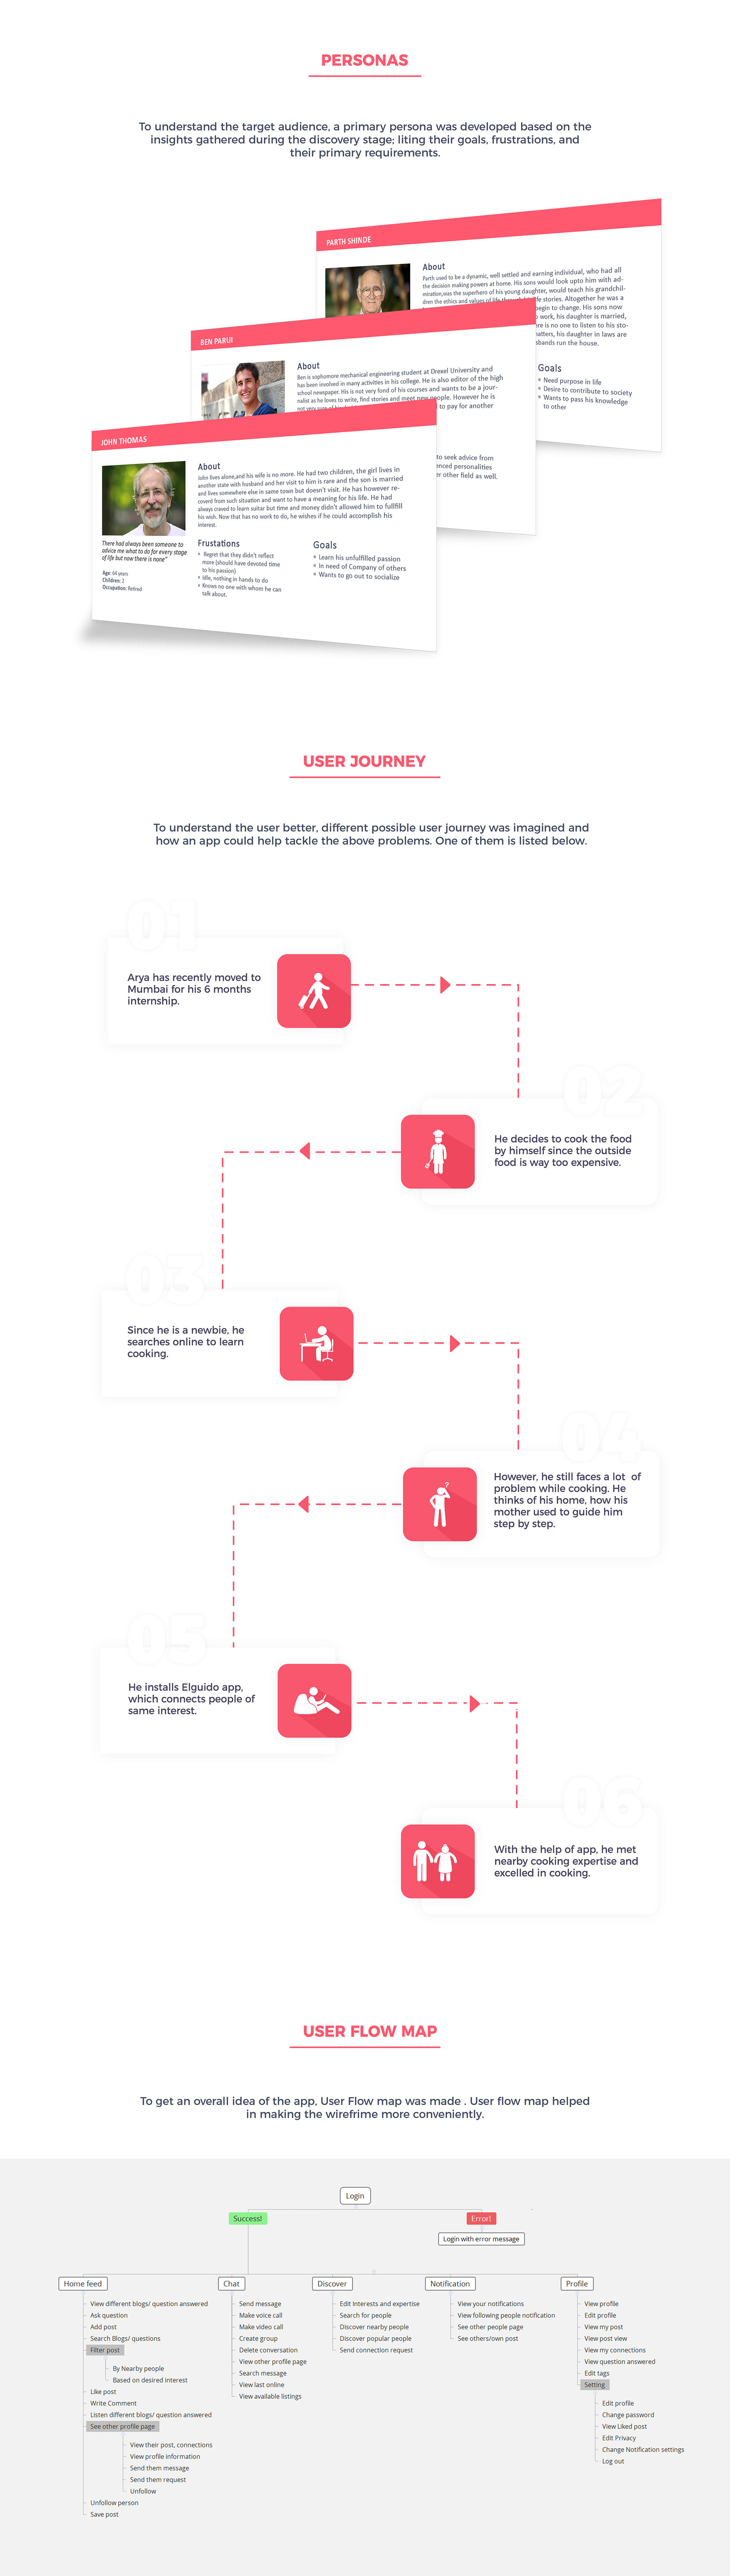 PERSONAS
To understand the target audience, a primary persona was developed based on the
insights gathered during the discovery stage; liting their goals, frustrations, and
their primary requirements.
PARTH SHINDE
About
Parth used to be a dynamic, well settled and earning individual, who had all
the decision making powers at home. His sons would look upto him with ad-
miration,was the superhero of his young daughter, would teach his grandchil-
dren the ethics and values of life through his life stories. Altogether he was a
begin to change. His sons now
work, his daughter is married,
there is no one to listen to his sto-
matters, his daughter in laws are
husbands run the house.
Goals
Need purpose in life
Desire to contribute to society
Wants to pass his knowledge
to other
BEN PARUI
About
Ben is sophomore mechanical engineering student at Drexel University and
has been involved in many activities in his college. He is also editor of the high
school newspaper. His is not very fond of his courses and wants to be a jour-
nalist as he loves to write, find stories and meet new people. However he is
not very sure of
to pay for another
to seek advice from
personalities
other field as well.
JOHN THOMAS
About
John lives alone,and his wife is no more. He had two children, the girl lives in
another state with husband and her visit to him is rare and the son is married
and lives somewhere else in same town but doesn't visit. He has however re-
coverd from such situation and want to have a meaning for his life. He had
always craved to learn suitar but time and money didn't allowed him to fullfill
his wish. Now that has no work to do, he wishes if he could accomplish his
interest.
There had always been someone to
advice me what to do for every stage
of life but now there is none"
Age: 64 years
Children: 2
Occupation: Retired
Frustations
Regret that they didn't reflect
more (should have devoted time
to his passion)
Idle, nothing in hands to do
Knows no one with whom he can
talk about.
Goals
Learn his unfulfilled passion
In need of Company of others
Wants to go out to socialize
USER JOURNEY
To understand the user better, different possible user journey was imagined and
how an app could help tackle the above problems. One of them is listed below.
01
Arya has recently moved to
Mumbai for his 6 months
internship.
02
He decides to cook the food
by himself since the outside
food is way too expensive.
03
Since he is a newbie, he
searches online to learn
cooking.
04
However, he still faces a lot of
problem while cooking. He
thinks of his home, how his
mother used to guide him
step by step.
05
He installs Elguido app,
which connects people of
same interest.
06
With the help of app, he met
nearby cooking expertise and
excelled in cooking.
USER FLOW MAP
To get an overall idea of the app, User Flow map was made . User flow map helped
in making the wirefrime more conveniently.
Login
Success!
Error!
Login with error message
Home feed
View different blogs/ question answered
Ask question
Add post
Search Blogs/ questions
Filter post
By Nearby people
Based on desired interest
Like post
Write Comment
Listen different blogs/ question answered
See other profile page
View their post, connections
View profile information
Send them message
Send them request
Unfollow
Unfollow person
Save post
Chat
Send message
Make voice call
Make video call
Create group
Delete conversation
View other profile page
Search message
View last online
View available listings
Discover
Edit Interests and expertise
Search for people
Discover nearby people
Discover popular people
Send connection request
Notification
View your notifications
View following people notification
See other people page
See others/own post
Profile
View profile
Edit profile
View my post
View post view
View my connections
View question answered
Edit tags
Setting
Edit profile
Change password
View Liked post
Edit Privacy
Change Notification settings
Log out